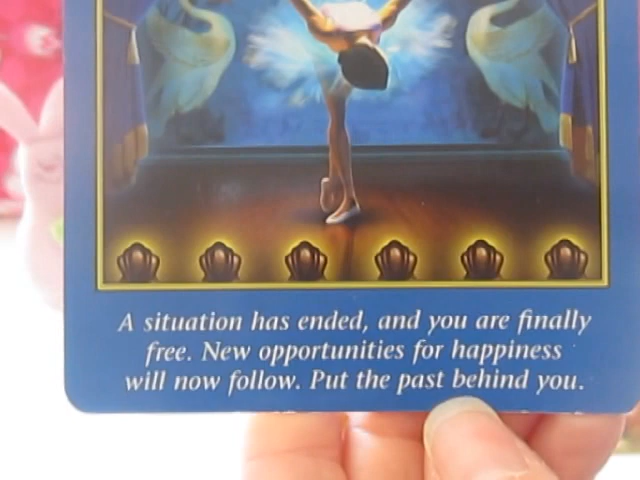 A situation has ended, and you are finally
free. New opportunities for happiness
will now follow. Put the past behind you.